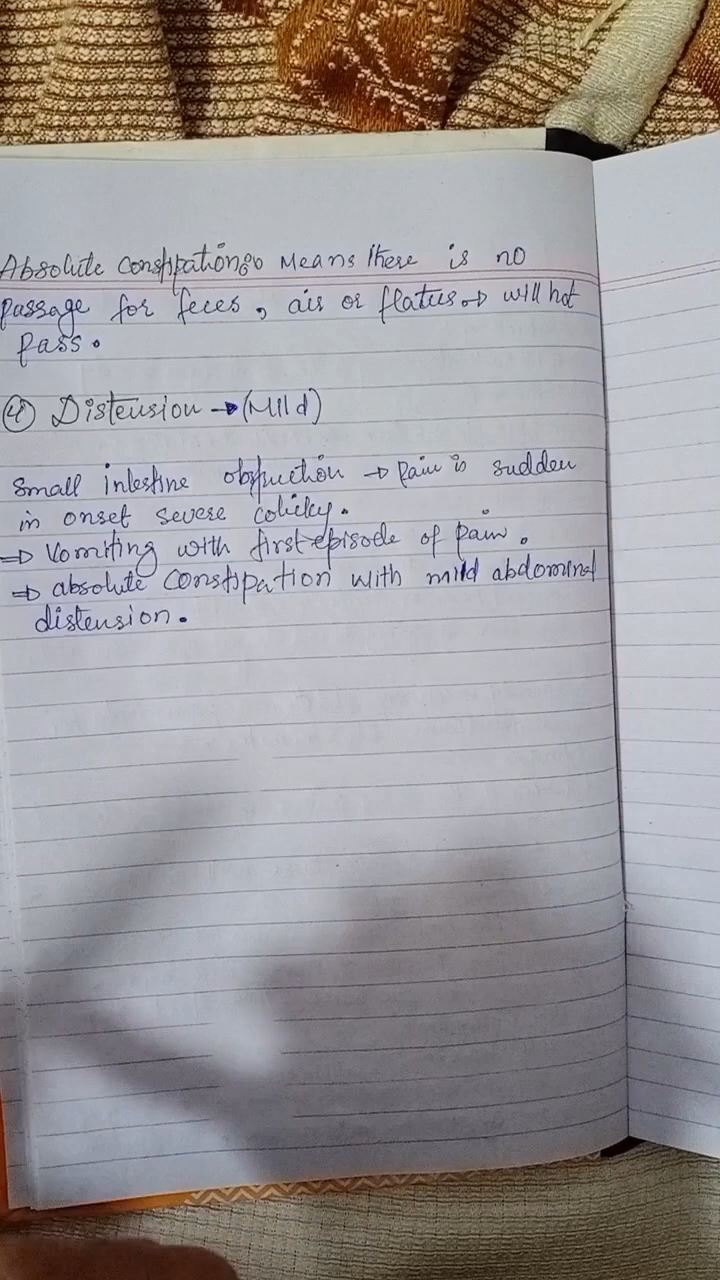 Absolute constipation:- Means there is no
passage for feces, air or flatus → will not
pass.
④ Distension → (Mild)
Small intestine obstruction → Pain is sudden
in onset severe colicky.
⇒ Vomiting with first episode of pain.
⇒ absolute constipation with mild abdominal
distension.